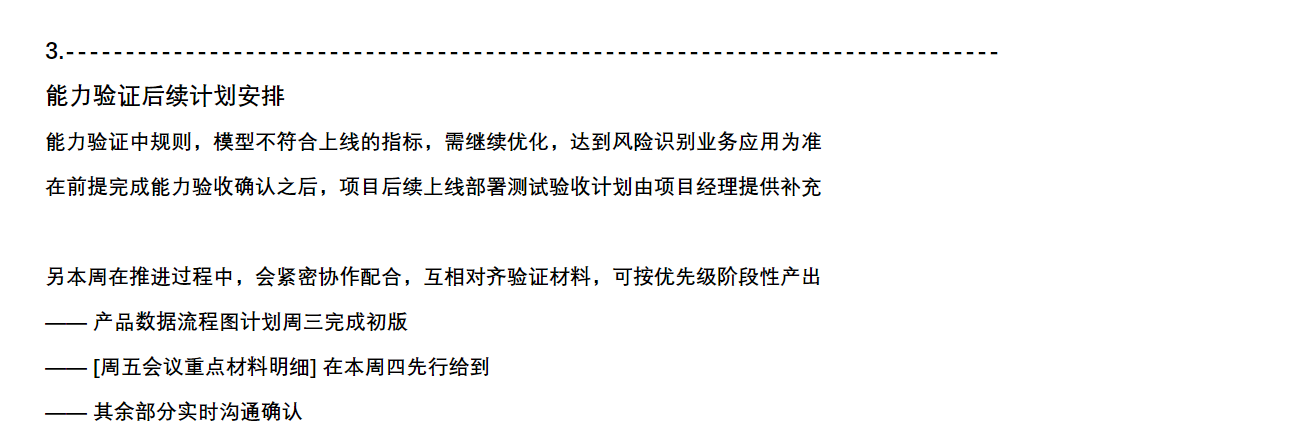 3.------------------------------------------------------------------------------
能力验证后续计划安排
能力验证中规则，模型不符合上线的指标，需继续优化，达到风险识别业务应用为准
在前提完成能力验收确认之后，项目后续上线部署测试验收计划由项目经理提供补充
另本周在推进过程中，会紧密协作配合，互相对齐验证材料，可按优先级阶段性产出
—— 产品数据流程图计划周三完成初版
—— [周五会议重点材料明细] 在本周四先行给到
—— 其余部分实时沟通确认